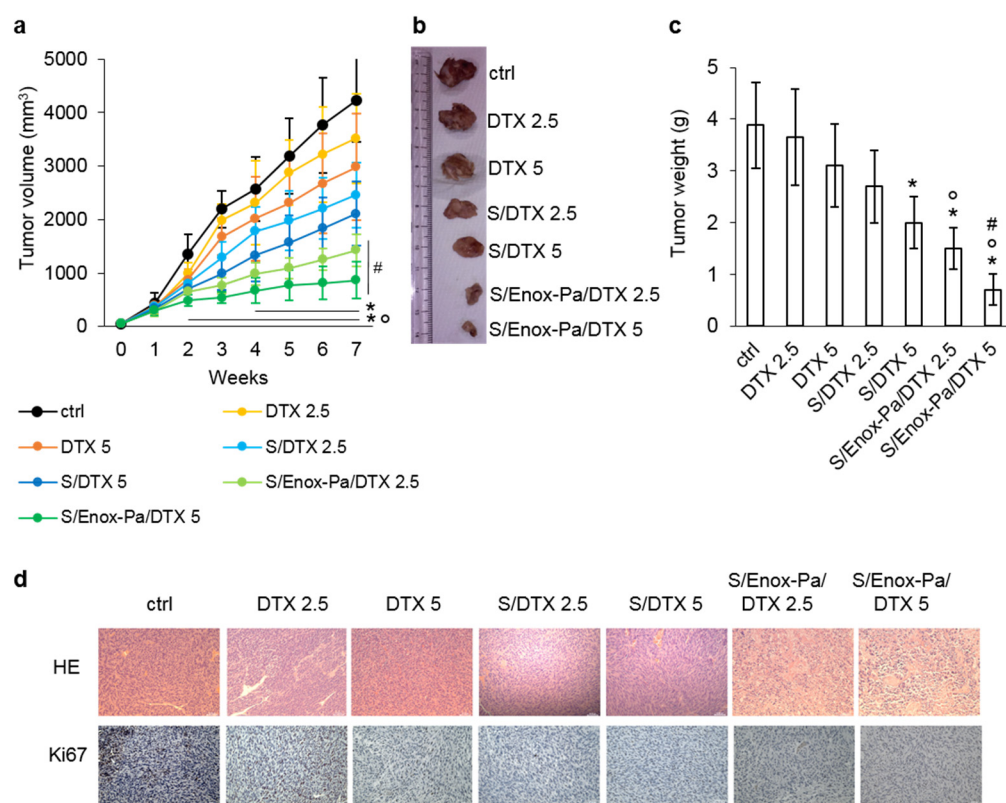 a
5000
4000
3000
2000
1000
0
Tumor volume (mm³)
0 1 2 3 4 5 6 7
Weeks
#
*
* °
ctrl
DTX 2.5
DTX 5
S/DTX 2.5
S/DTX 5
S/Enox-Pa/DTX 2.5
S/Enox-Pa/DTX 5
b
ctrl
DTX 2.5
DTX 5
S/DTX 2.5
S/DTX 5
S/Enox-Pa/DTX 2.5
S/Enox-Pa/DTX 5
c
5
4
3
2
1
0
Tumor weight (g)
*
°
*
#
°
*
ctrl
DTX 2.5
DTX 5
S/DTX 2.5
S/DTX 5
S/Enox-Pa/DTX 2.5
S/Enox-Pa/DTX 5
d
ctrl
DTX 2.5
DTX 5
S/DTX 2.5
S/DTX 5
S/Enox-Pa/
DTX 2.5
S/Enox-Pa/
DTX 5
HE
Ki67